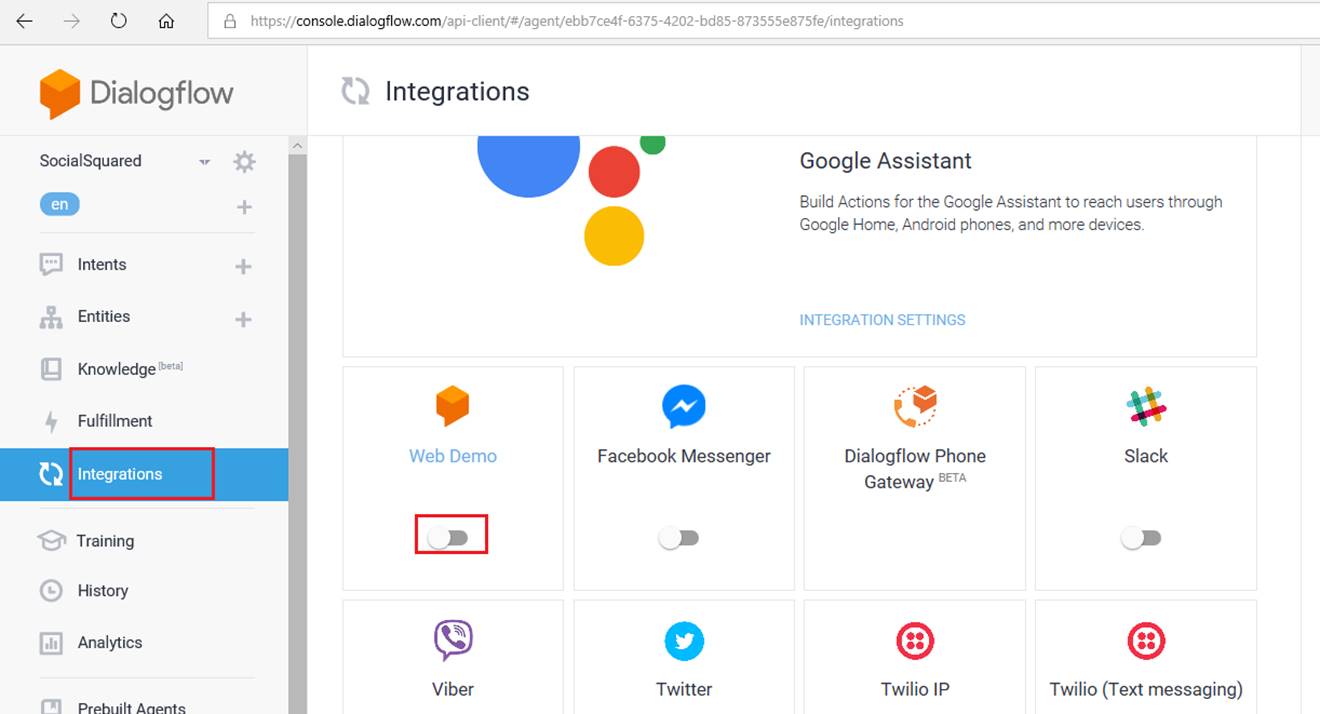 https://console.dialogflow.com/api-client/#/agent/ebb7ce4f-6375-4202-bd85-873555e875fe/integrations
Dialogflow
SocialSquared
en
Intents
Entities
Knowledge [beta]
Fulfillment
Integrations
Training
History
Analytics
Prebuilt Agents
Integrations
Google Assistant
Build Actions for the Google Assistant to reach users through
Google Home, Android phones, and more devices.
INTEGRATION SETTINGS
Web Demo
Facebook Messenger
Dialogflow Phone
Gateway BETA
Slack
Viber
Twitter
Twilio IP
Twilio (Text messaging)